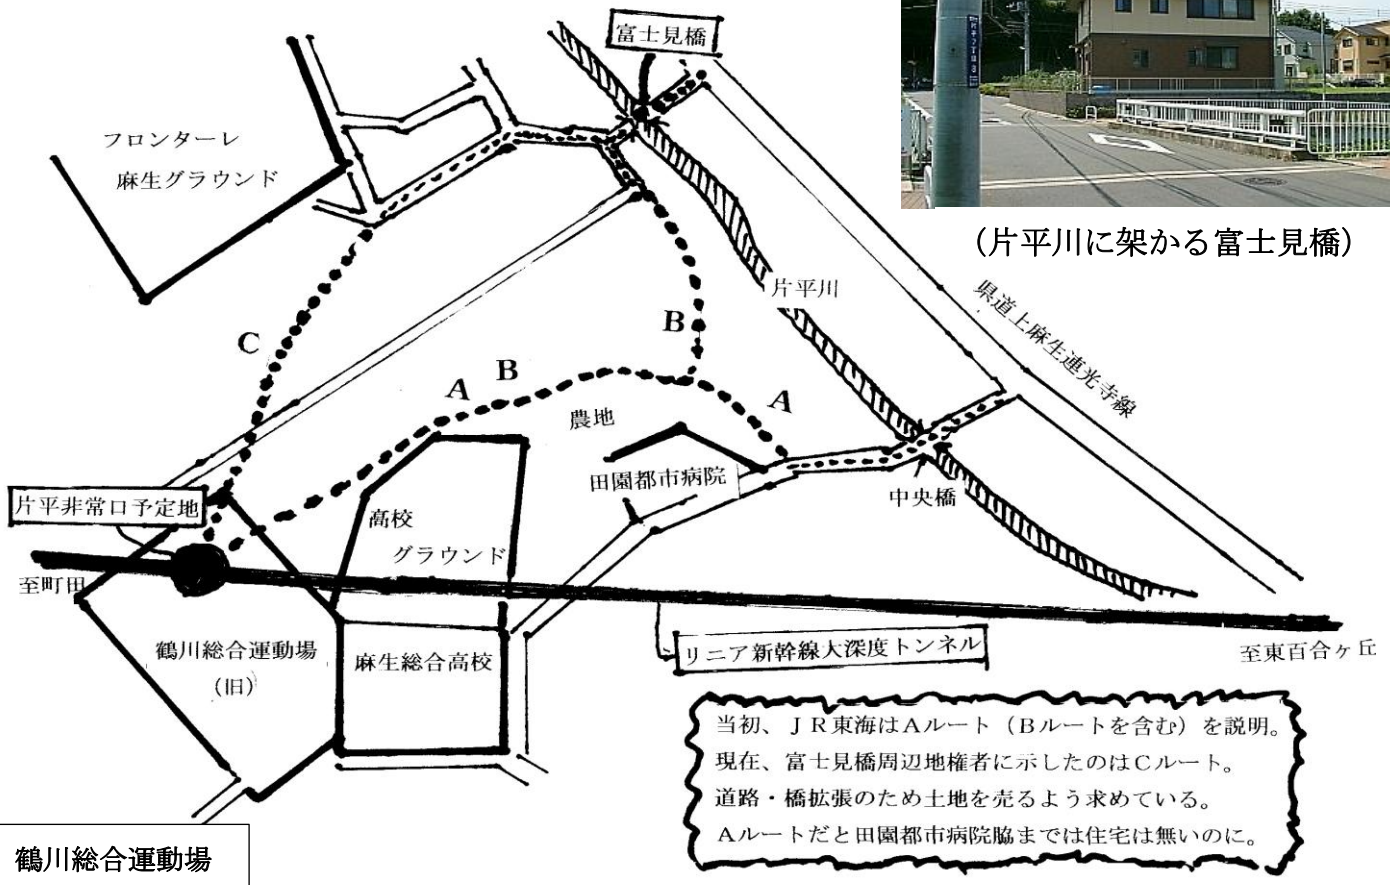 富士見橋
フロンターレ
麻生グラウンド
(片平川に架かる富士見橋)
片平川
県道上麻生連光寺線
C
B
A
B
A
農地
田園都市病院
中央橋
片平非常口予定地
高校
グラウンド
至町田
鶴川総合運動場
(旧)
麻生総合高校
リニア新幹線大深度トンネル
至東百合ヶ丘
当初、JR東海はAルート(Bルートを含む)を説明。
現在、富士見橋周辺地権者に示したのはCルート。
道路・橋拡張のため土地を売るよう求めている。
Aルートだと田園都市病院脇までは住宅は無いのに。
鶴川総合運動場